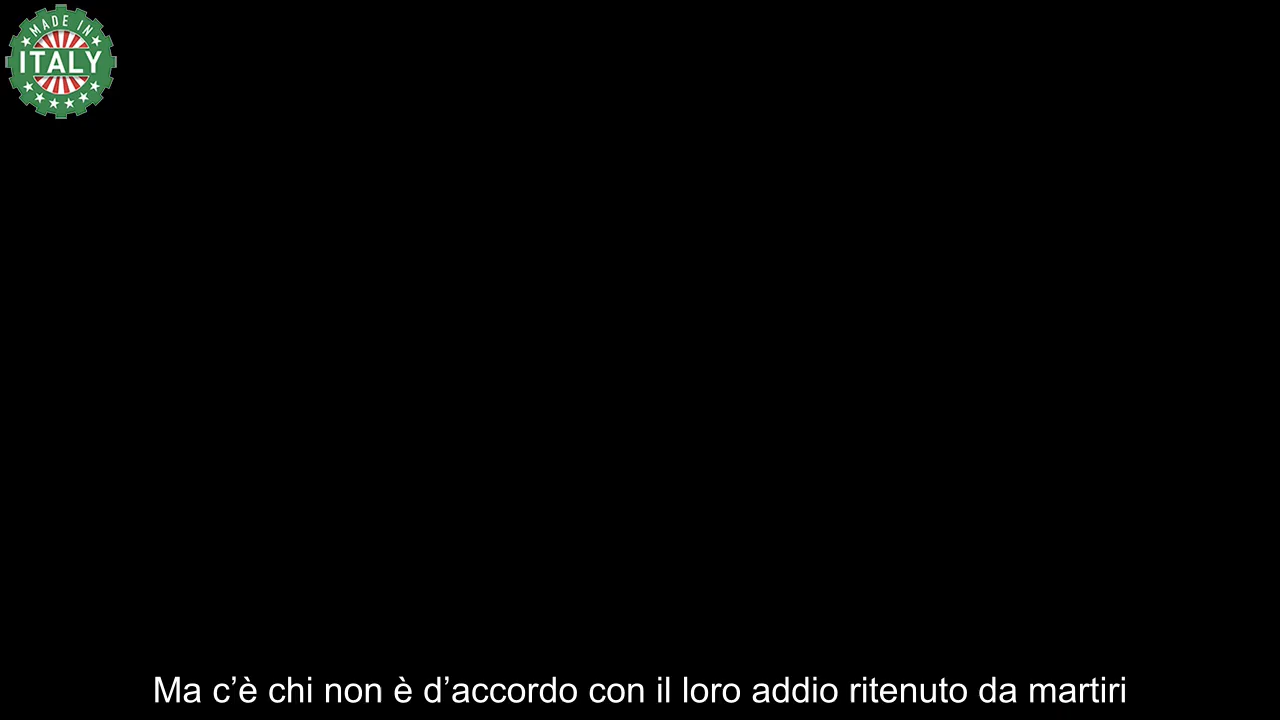 MADE IN
ITALY
Ma c’è chi non è d’accordo con il loro addio ritenuto da martiri